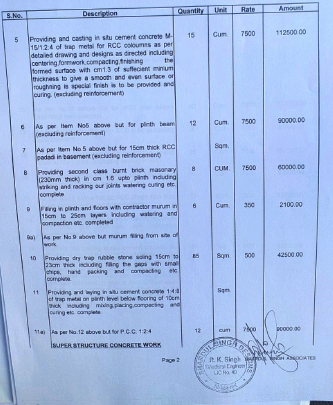 S.No. Description Quantity Unit Rate Amount
5 Providing and casting in situ cement concrete M- 15 Cum. 7500 112500.00
15/1:2:4 of trap metal for RCC coloumns as per
detailed drawing and designs as directed including
centering,formwork,compacting,finishing the
formed surface with cm1:3 of suffecient minium
thickness to give a smooth and even surface or
roughning is special finish is to be provided and
curing. (excluding reinforcement)
6 As per Item No5 above but for plinth beam 12 Cum. 7500 90000.00
(excluding reinforcement)
7 As per Item No5 above but for 15cm thick RCC Sqm.
padadi in basement (excluding reinforcement)
8 Providing second class burnt brick masonary 8 CUM. 7500 60000.00
(230mm thick) in cm 1:6 upto plinth including
striking and racking our joints watering curing etc.
complete
9 Filling in plinth and floors with contractor murum in 6 Cum. 350 2100.00
15cm to 25cm layers including watering and
compaction etc. completed
9a) As per No.9 above but murum filling from site of
work.
10 Providing dry trap rubble stone siding 15cm to 85 Sqm 500 42500.00
23cm thick including filling the gaps with small
chips, hand packing and compacting etc.
complete.
11 Providing and laying in situ cement concrete 1:4:8 Sqm
of trap metal on plinth level below flooring of 10cm
thick including mixing,placing,compacting and
curing etc. complete.
11a) As per No.12 above but for P.C.C. 1:2:4 12 cum 7500 90000.00
SUPER STRUCTURE CONCRETE WORK
Page 2
R. K. Singh
Structural Engineer
SINGH ASSOCIATES